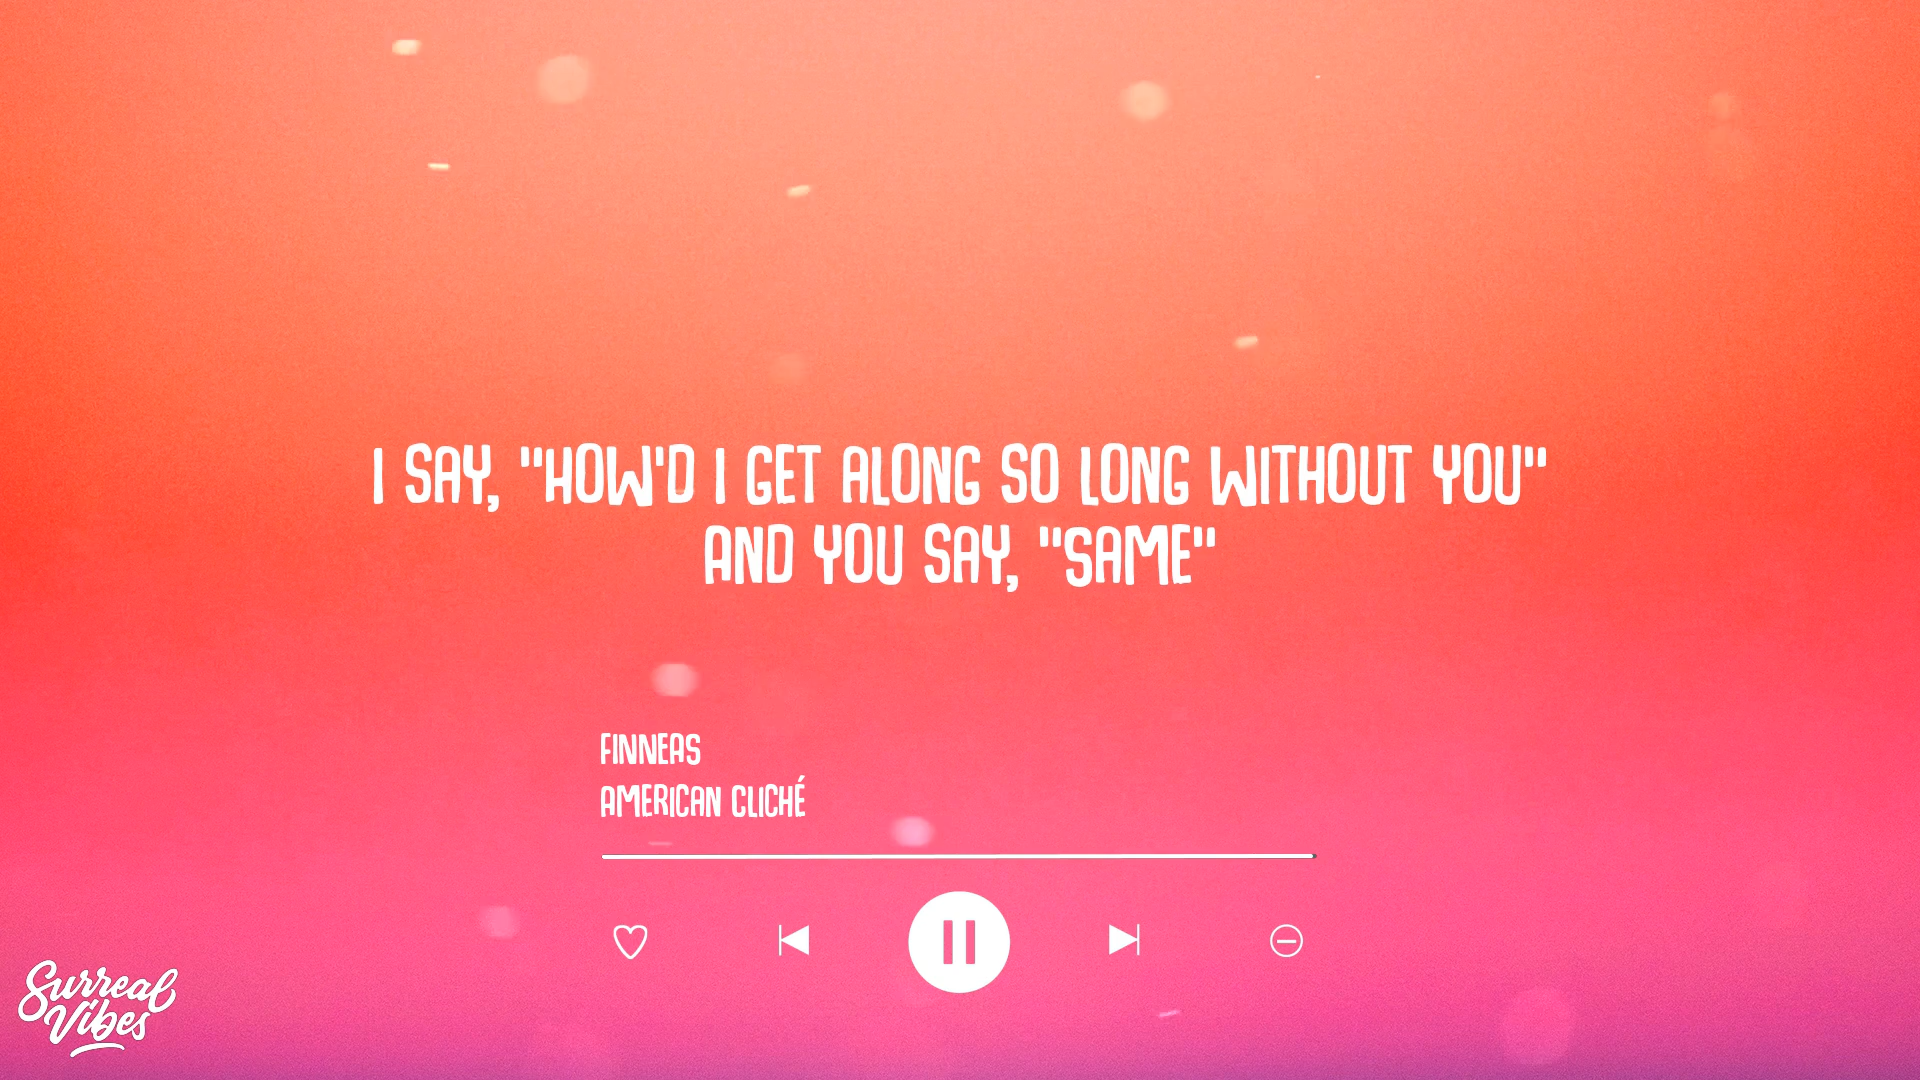 I SAY, "HOW'D I GET ALONG SO LONG WITHOUT YOU"
AND YOU SAY, "SAME"
FINNEAS
AMERICAN CLICHÉ
Surreal
Vibes